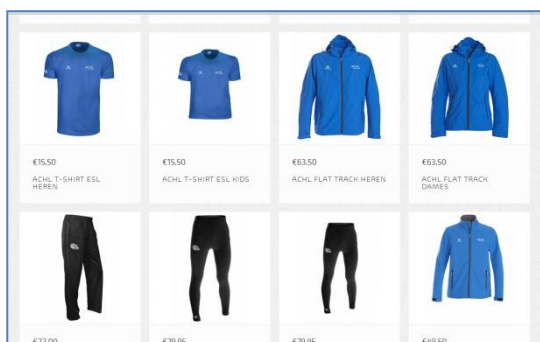 €15,50
ACHL T-SHIRT ESL
HEREN
€15,50
ACHL T-SHIRT ESL KIDS
€63,50
ACHL FLAT TRACK HEREN
€63,50
ACHL FLAT TRACK
DAMES